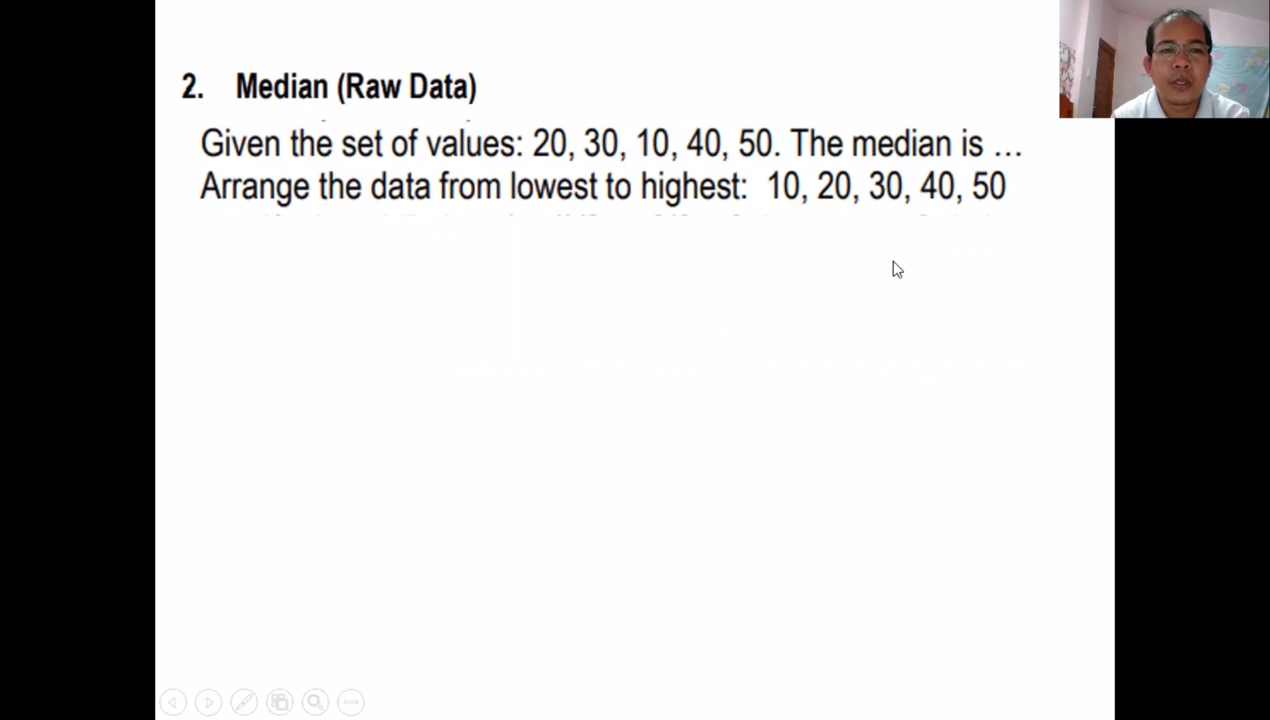 2. Median (Raw Data)
Given the set of values: 20, 30, 10, 40, 50. The median is …
Arrange the data from lowest to highest: 10, 20, 30, 40, 50